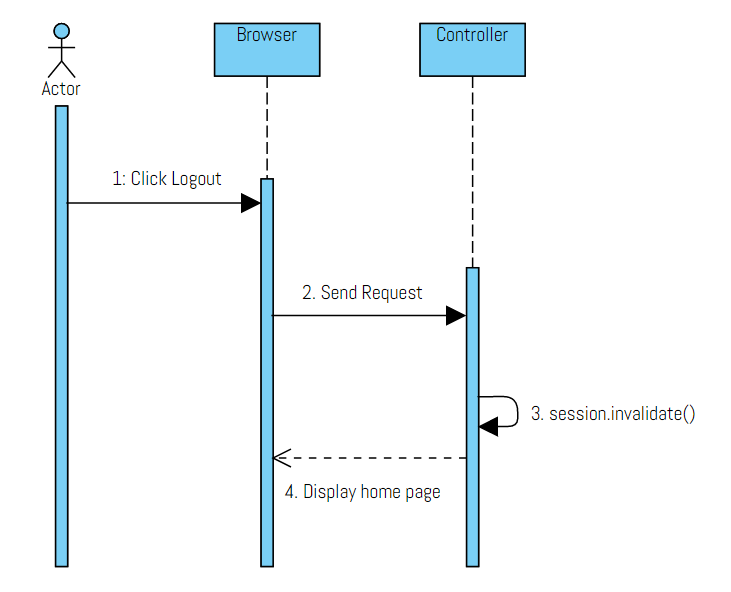 Browser
Controller
Actor
1: Click Logout
2. Send Request
3. session.invalidate()
4. Display home page